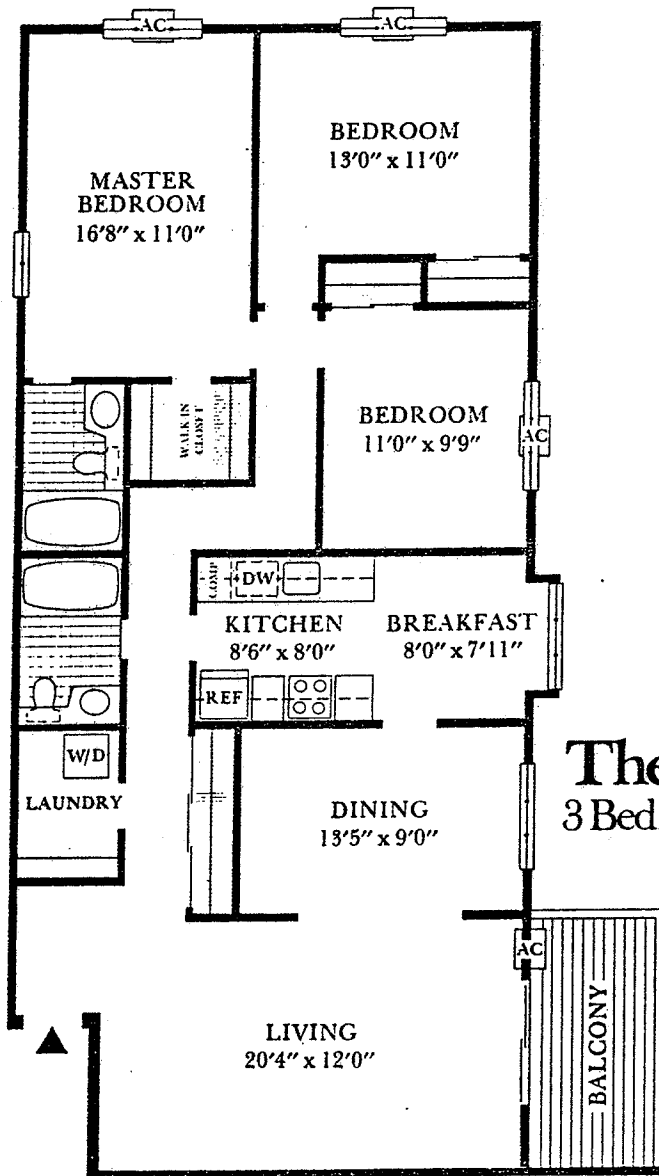 AC
AC
BEDROOM
13'0" x 11'0"
MASTER
BEDROOM
16'8" x 11'0"
WALK IN
CLOSET
BEDROOM
11'0" x 9'9"
AC
COMP
DW
KITCHEN
8'6" x 8'0"
BREAKFAST
8'0" x 7'11"
REF
W/D
LAUNDRY
DINING
13'5" x 9'0"
The
3 Bed
AC
LIVING
20'4" x 12'0"
BALCONY